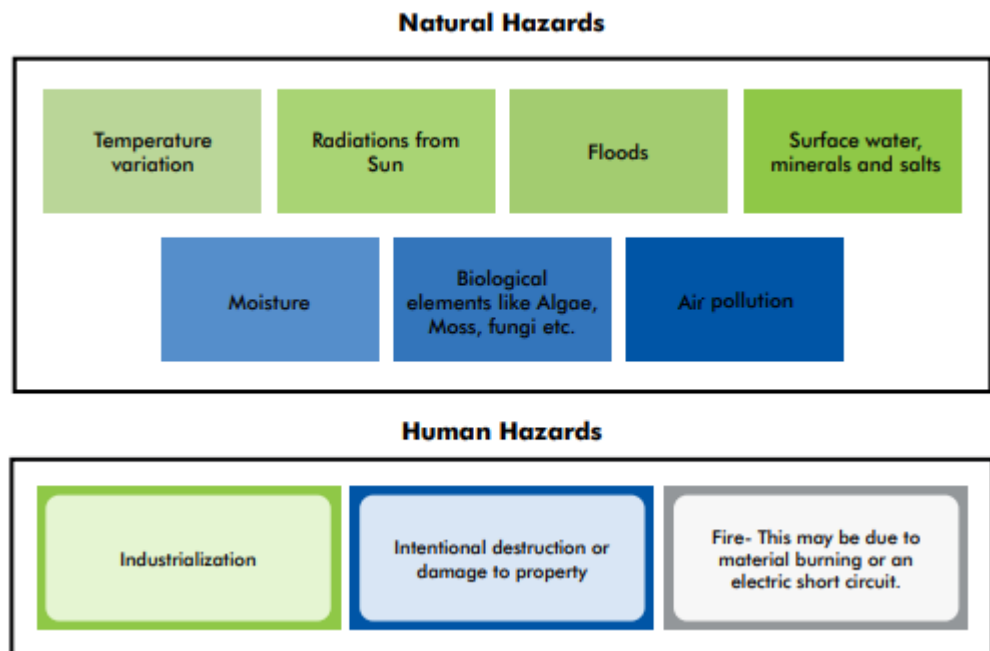 Natural Hazards
Temperature
variation
Radiations from
Sun
Floods
Surface water,
minerals and salts
Moisture
Biological
elements like Algae,
Moss, fungi etc.
Air pollution
Human Hazards
Industrialization
Intentional destruction or
damage to property
Fire- This may be due to
material burning or an
electric short circuit.